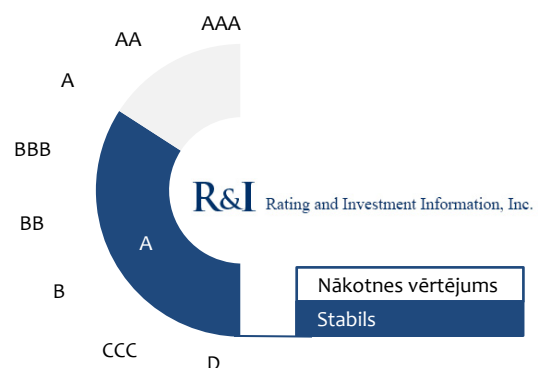 AAA
AA
A
BBB
BB
B
CCC
D
A
R&I Rating and Investment Information, Inc.
Nākotnes vērtējums
Stabils